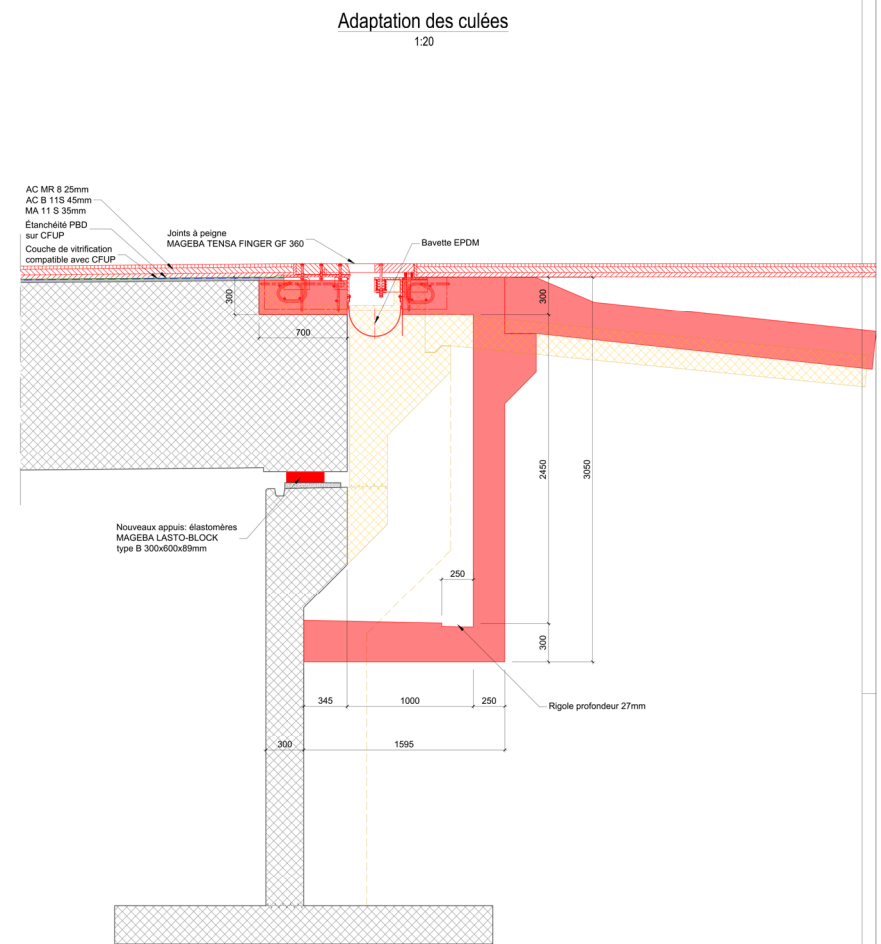 Adaptation des culées
1:20
AC MR 8 25mm
AC B 11S 45mm
MA 11 S 35mm
Étanchéité PBD
sur CFUP
Couche de vitrification
compatible avec CFUP
Joints à peigne
MAGEBA TENSA FINGER GF 360
Bavette EPDM
300
300
700
2450
3050
Nouveaux appuis: élastomères
MAGEBA LASTO-BLOCK
type B 300x600x89mm
250
300
345
1000
250
Rigole profondeur 27mm
300
1595